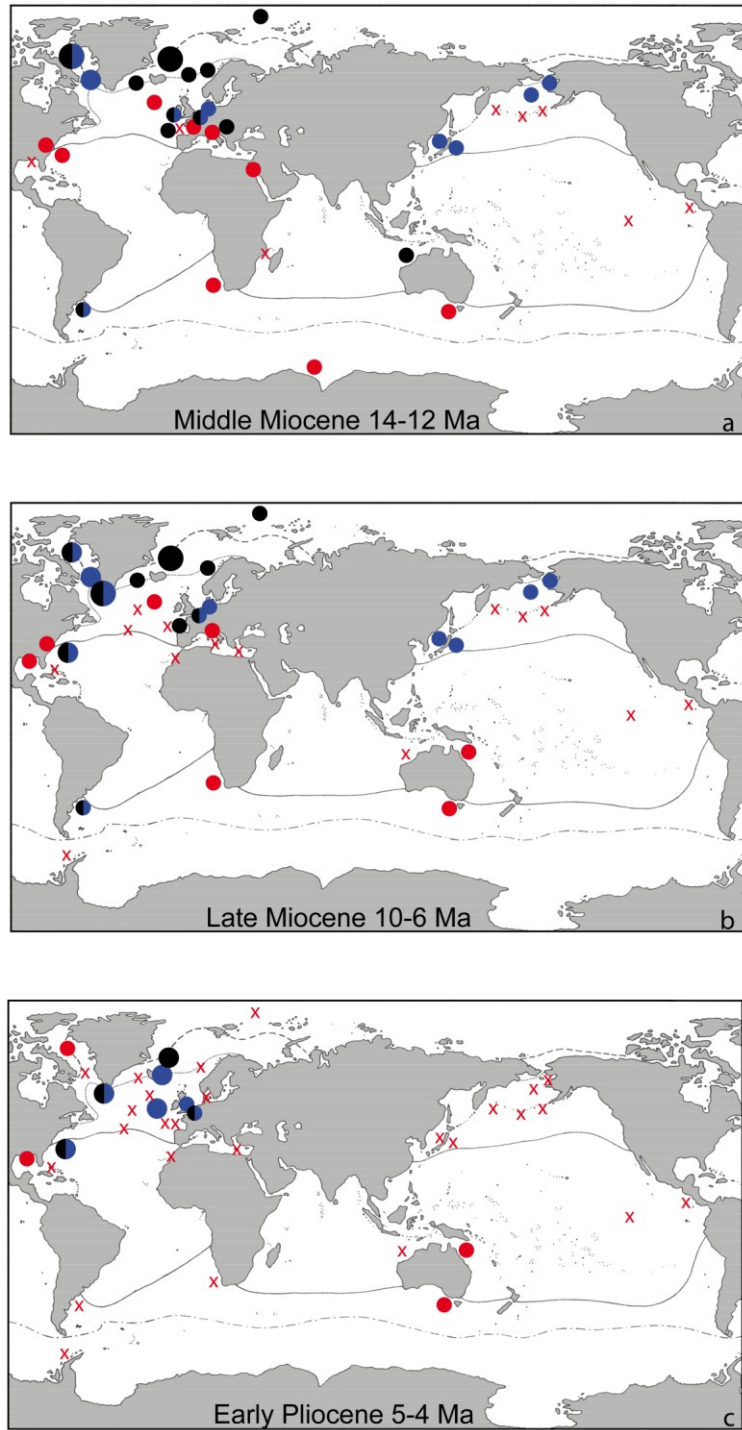 Middle Miocene 14-12 Ma
a
Late Miocene 10-6 Ma
b
Early Pliocene 5-4 Ma
c